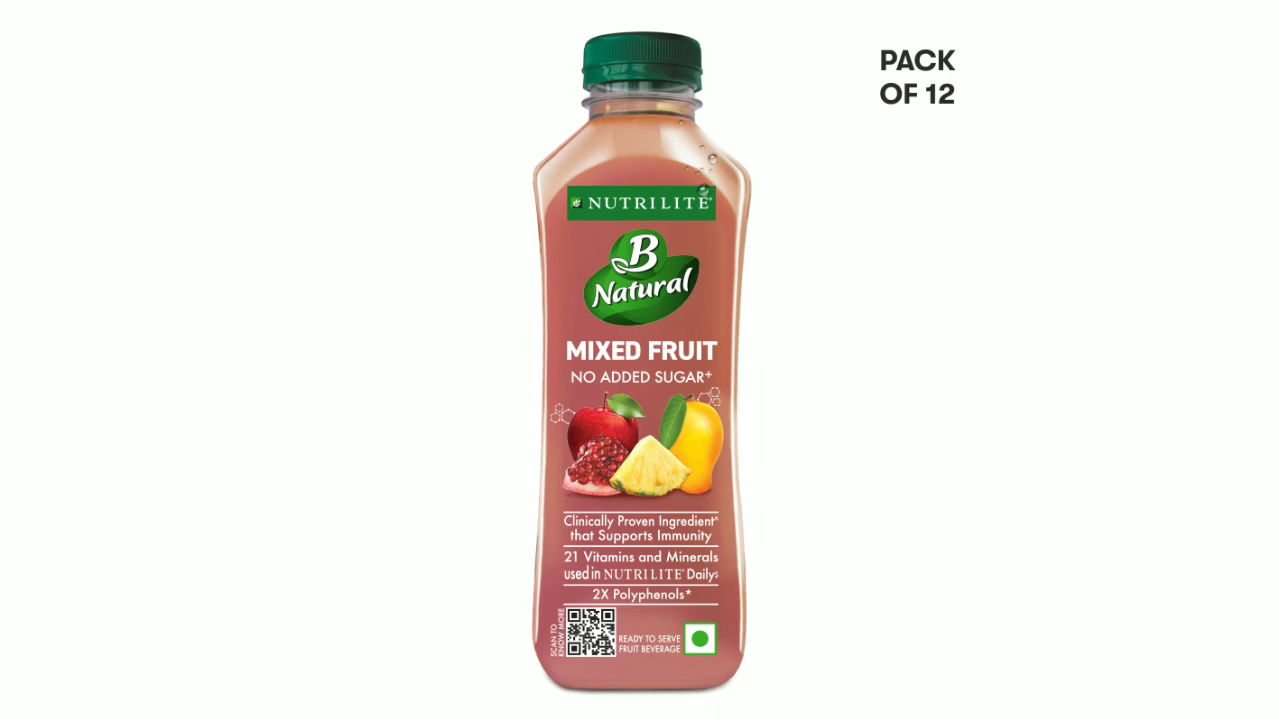 PACK
OF 12
NUTRILITE®
B
Natural
MIXED FRUIT
NO ADDED SUGAR+
Clinically Proven Ingredient^
that Supports Immunity
21 Vitamins and Minerals
used in NUTRILITE® Daily$
2X Polyphenols*
SCAN TO
KNOW MORE
READY TO SERVE
FRUIT BEVERAGE